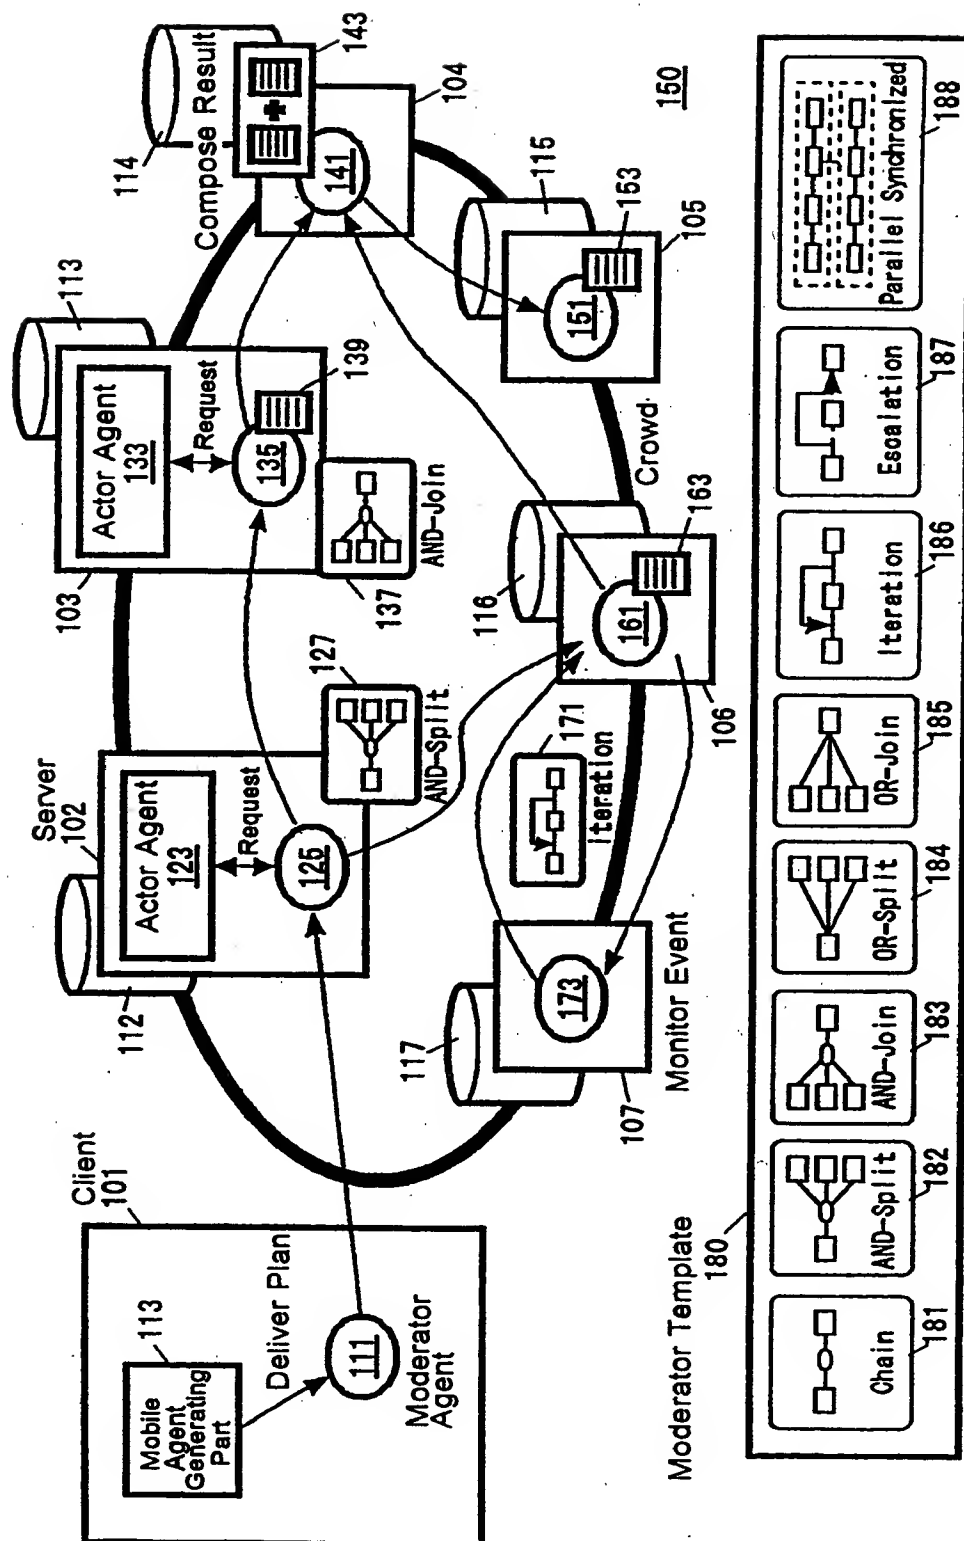 Client
101
113
Mobile
Agent
Generating
Part
Deliver Plan
111
Moderator
Agent
Server
102
112
Actor Agent
123
Request
125
127
AND-Split
103
113
Actor Agent
133
Request
135
139
137
AND-Join
114
Compose Result
143
141
104
150
115
153
151
105
Crowd
116
163
161
106
171
Iteration
117
173
107
Monitor Event
Moderator Template
180
Chain
181
AND-Split
182
AND-Join
183
OR-Split
184
OR-Join
185
Iteration
186
Esoalation
187
Parallel Synchronized
188